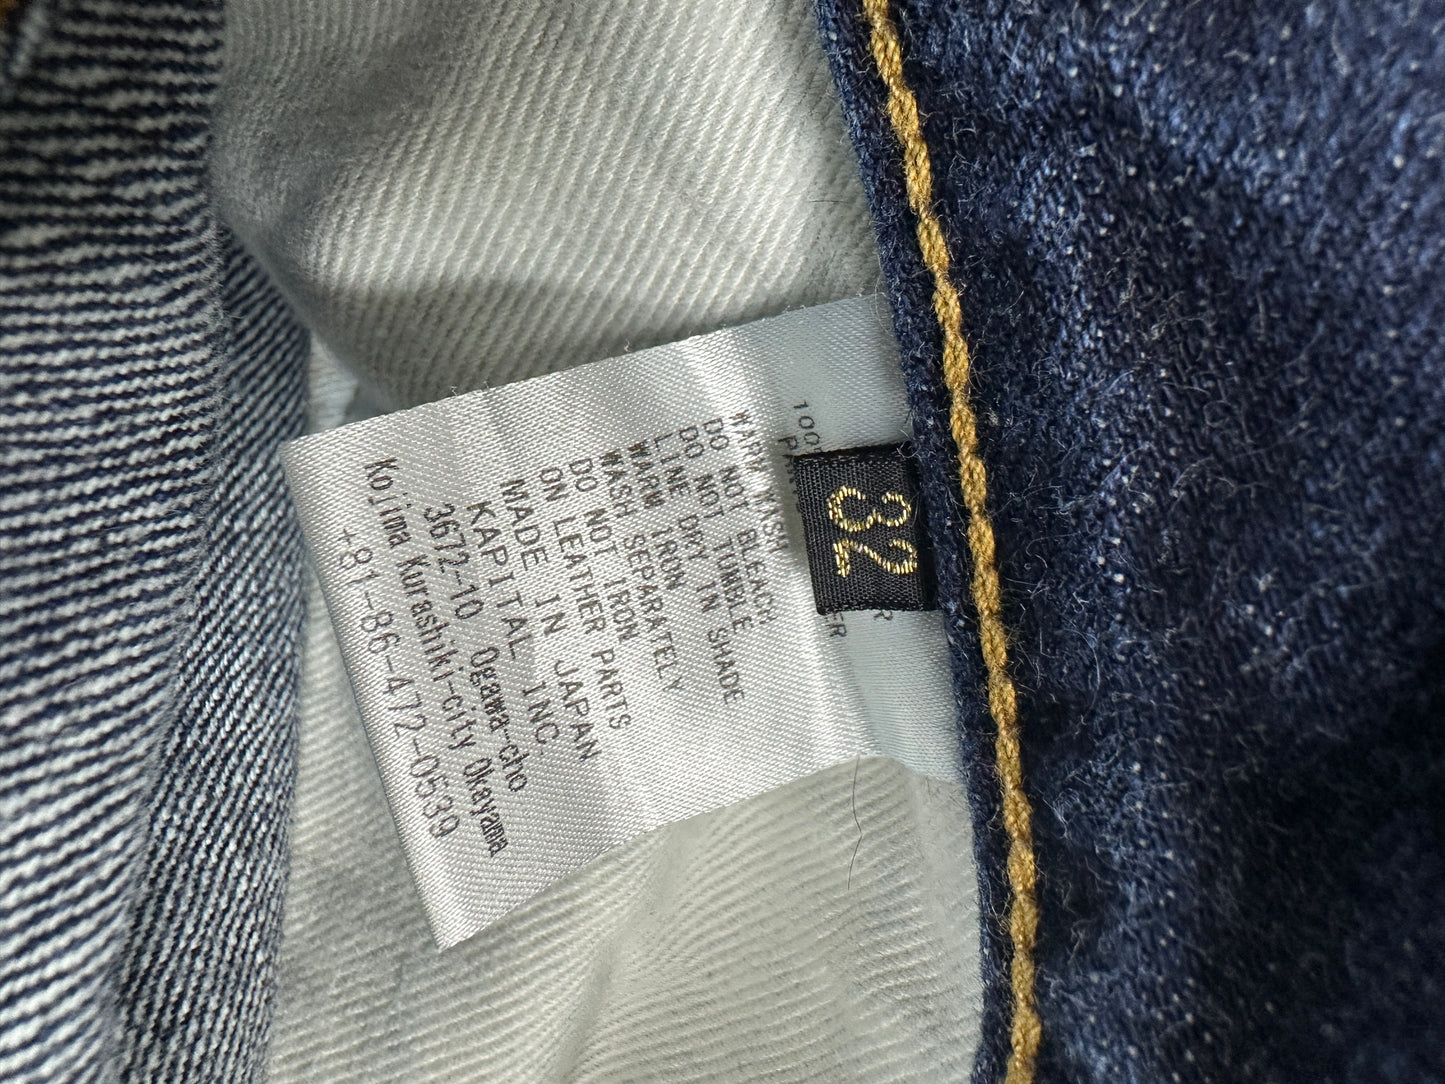 32
100
WARM WASH
DO NOT BLEACH
DO NOT TUMBLE
LINE DRY IN SHADE
WARM IRON
WASH SEPARATELY
DO NOT IRON
ON LEATHER PARTS
MADE IN JAPAN
KAPITAL INC.
3672-10 Ogawa-cho
Kojima Kurashiki-city Okayama
+81-86-472-0539